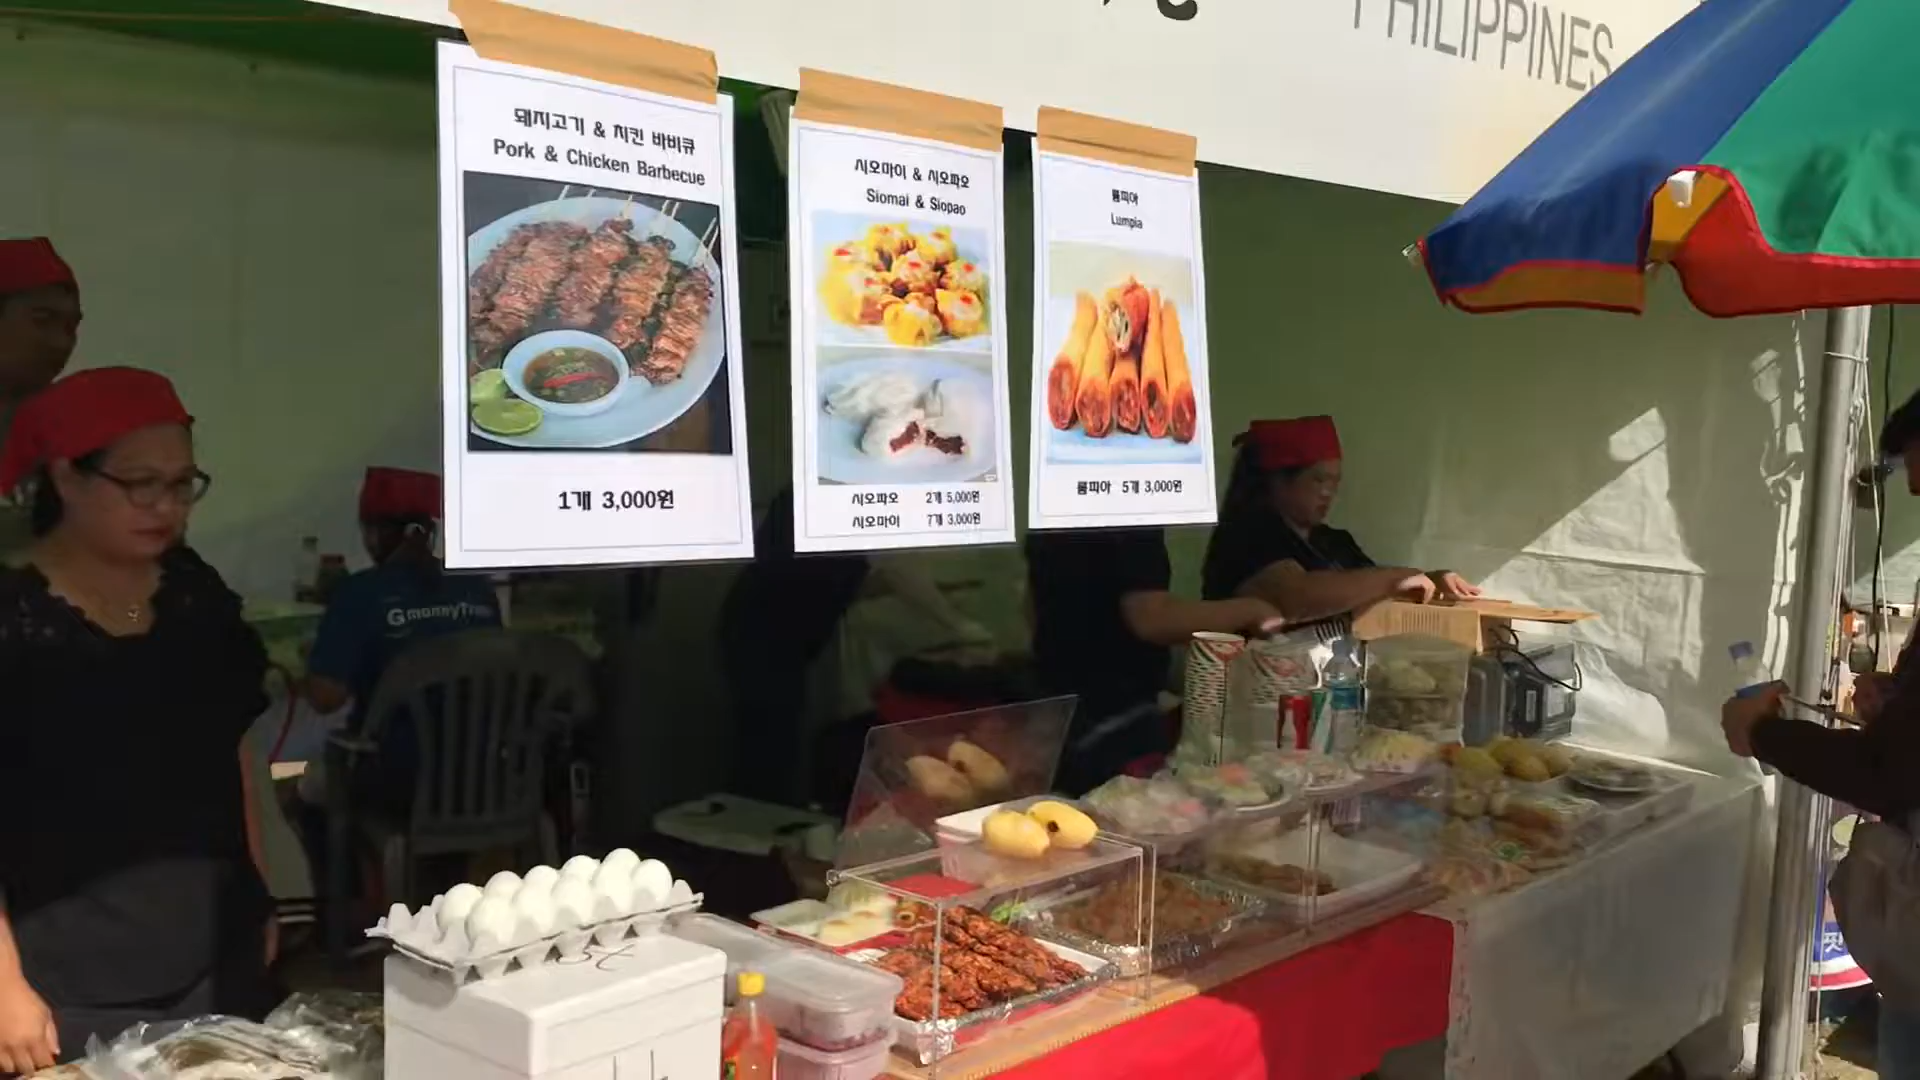 PHILIPPINES
돼지고기 & 치킨 바비큐
Pork & Chicken Barbecue
1개 3,000원
시오마이 & 시오파오
Siomai & Siopao
시오파오 2개 5,000원
시오마이 7개 3,000원
룸피아
Lumpia
룸피아 5개 3,000원